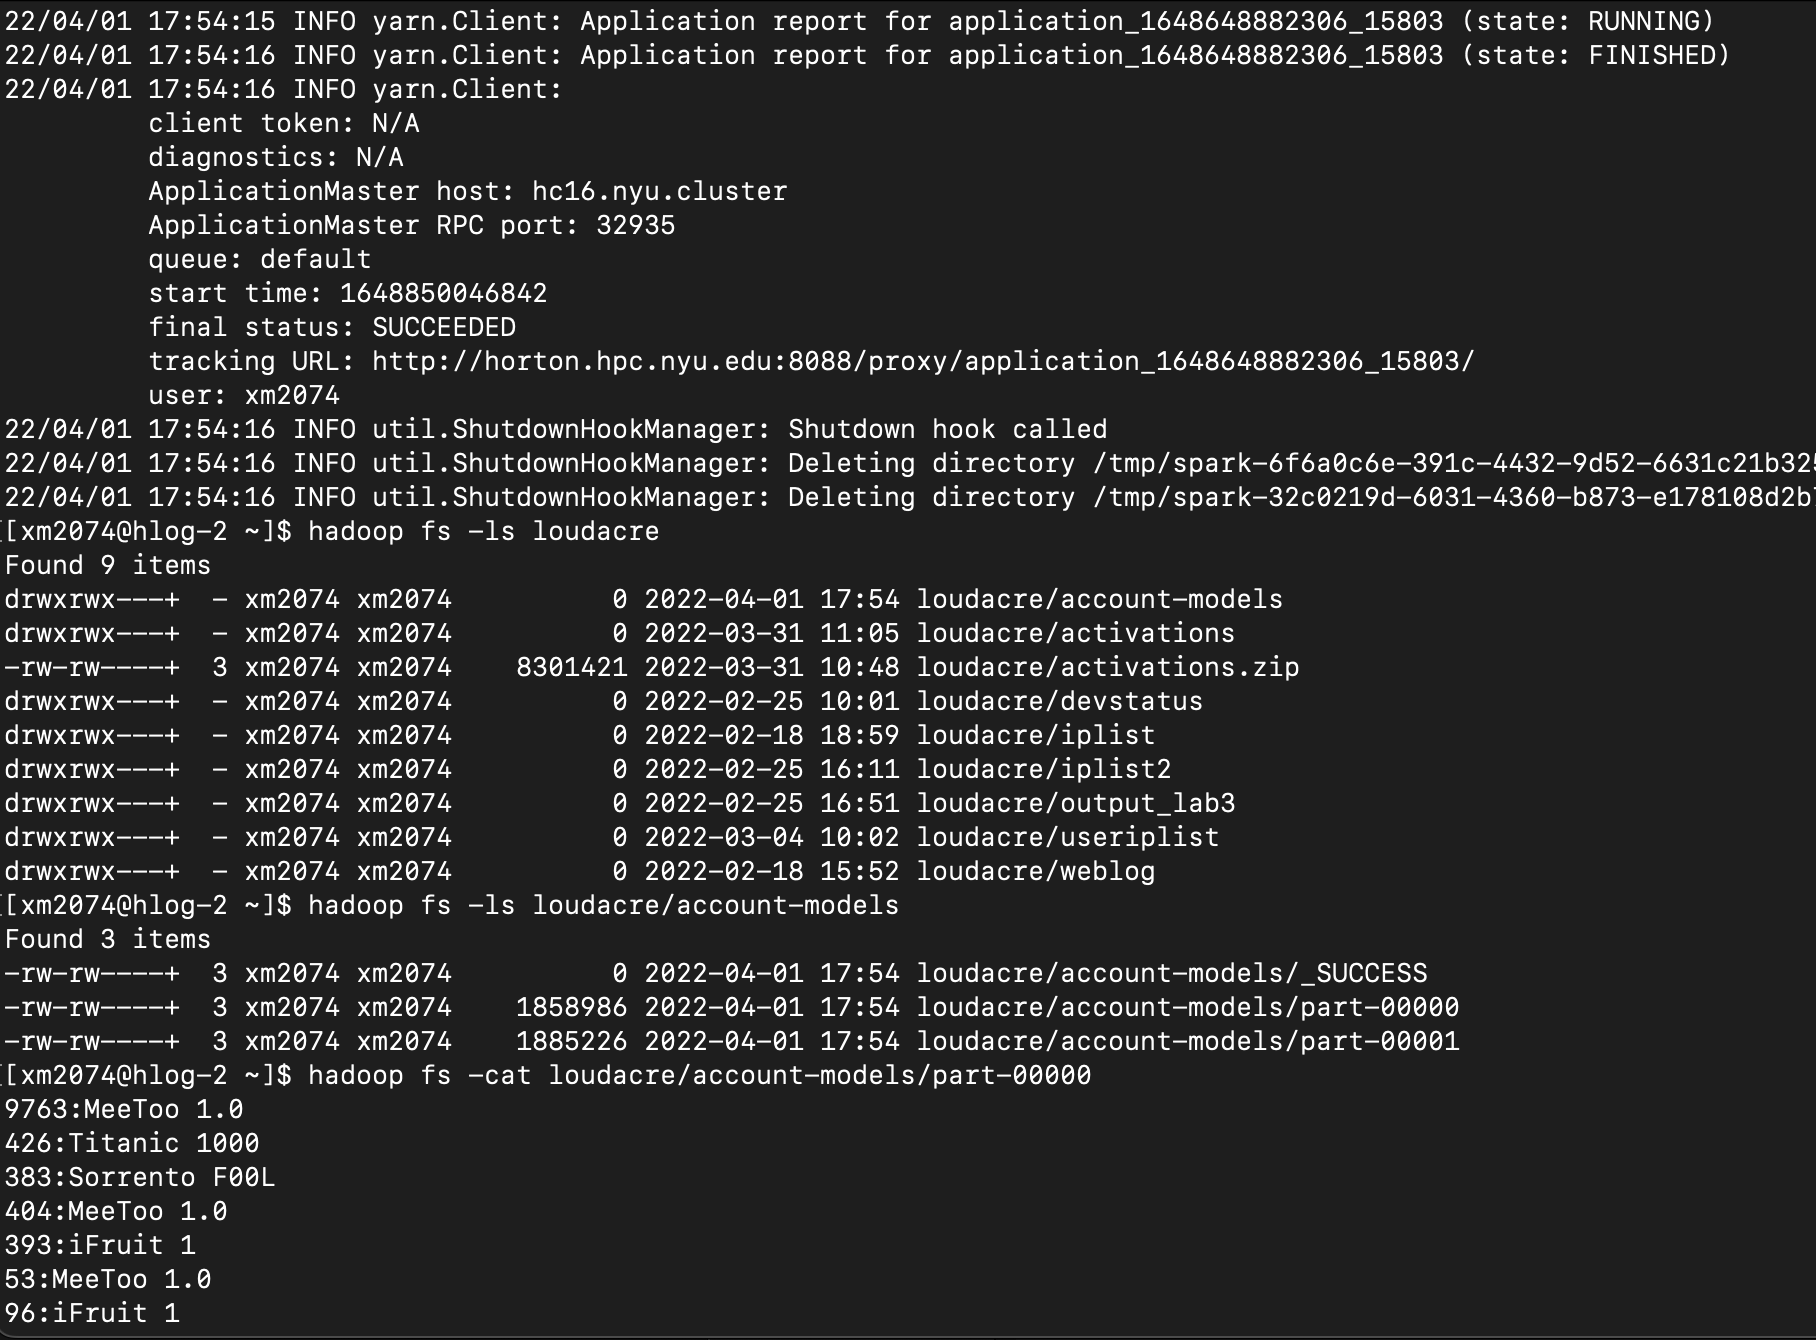 22/04/01 17:54:15 INFO yarn.Client: Application report for application_1648648882306_15803 (state: RUNNING)
22/04/01 17:54:16 INFO yarn.Client: Application report for application_1648648882306_15803 (state: FINISHED)
22/04/01 17:54:16 INFO yarn.Client:
client token: N/A
diagnostics: N/A
ApplicationMaster host: hc16.nyu.cluster
ApplicationMaster RPC port: 32935
queue: default
start time: 1648850046842
final status: SUCCEEDED
tracking URL: http://horton.hpc.nyu.edu:8088/proxy/application_1648648882306_15803/
user: xm2074
22/04/01 17:54:16 INFO util.ShutdownHookManager: Shutdown hook called
22/04/01 17:54:16 INFO util.ShutdownHookManager: Deleting directory /tmp/spark-6f6a0c6e-391c-4432-9d52-6631c21b325
22/04/01 17:54:16 INFO util.ShutdownHookManager: Deleting directory /tmp/spark-32c0219d-6031-4360-b873-e178108d2b7
[[xm2074@hlog-2 ~]$ hadoop fs -ls loudacre
Found 9 items
drwxrwx---+  - xm2074 xm2074          0 2022-04-01 17:54 loudacre/account-models
drwxrwx---+  - xm2074 xm2074          0 2022-03-31 11:05 loudacre/activations
-rw-rw----+  3 xm2074 xm2074    8301421 2022-03-31 10:48 loudacre/activations.zip
drwxrwx---+  - xm2074 xm2074          0 2022-02-25 10:01 loudacre/devstatus
drwxrwx---+  - xm2074 xm2074          0 2022-02-18 18:59 loudacre/iplist
drwxrwx---+  - xm2074 xm2074          0 2022-02-25 16:11 loudacre/iplist2
drwxrwx---+  - xm2074 xm2074          0 2022-02-25 16:51 loudacre/output_lab3
drwxrwx---+  - xm2074 xm2074          0 2022-03-04 10:02 loudacre/useriplist
drwxrwx---+  - xm2074 xm2074          0 2022-02-18 15:52 loudacre/weblog
[[xm2074@hlog-2 ~]$ hadoop fs -ls loudacre/account-models
Found 3 items
-rw-rw----+  3 xm2074 xm2074          0 2022-04-01 17:54 loudacre/account-models/_SUCCESS
-rw-rw----+  3 xm2074 xm2074    1858986 2022-04-01 17:54 loudacre/account-models/part-00000
-rw-rw----+  3 xm2074 xm2074    1885226 2022-04-01 17:54 loudacre/account-models/part-00001
[[xm2074@hlog-2 ~]$ hadoop fs -cat loudacre/account-models/part-00000
9763:MeeToo 1.0
426:Titanic 1000
383:Sorrento F00L
404:MeeToo 1.0
393:iFruit 1
53:MeeToo 1.0
96:iFruit 1